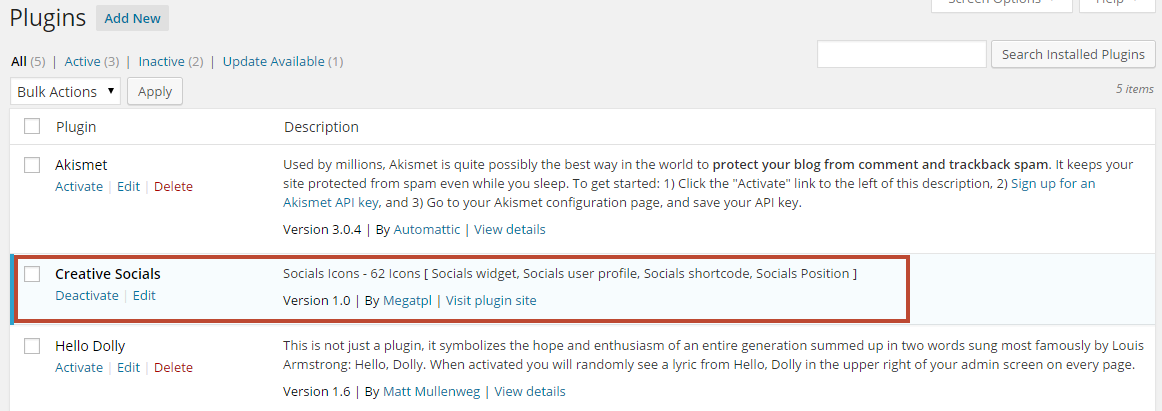 Screen Options
Help
Plugins Add New
All (5) | Active (3) | Inactive (2) | Update Available (1)
Search Installed Plugins
Bulk Actions Apply
5 items
Plugin Description
Akismet
Activate | Edit | Delete
Used by millions, Akismet is quite possibly the best way in the world to protect your blog from comment and trackback spam. It keeps your
site protected from spam even while you sleep. To get started: 1) Click the "Activate" link to the left of this description, 2) Sign up for an
Akismet API key, and 3) Go to your Akismet configuration page, and save your API key.
Version 3.0.4 | By Automattic | View details
Creative Socials
Deactivate | Edit
Socials Icons - 62 Icons [ Socials widget, Socials user profile, Socials shortcode, Socials Position ]
Version 1.0 | By Megatpl | Visit plugin site
Hello Dolly
Activate | Edit | Delete
This is not just a plugin, it symbolizes the hope and enthusiasm of an entire generation summed up in two words sung most famously by Louis
Armstrong: Hello, Dolly. When activated you will randomly see a lyric from Hello, Dolly in the upper right of your admin screen on every page.
Version 1.6 | By Matt Mullenweg | View details